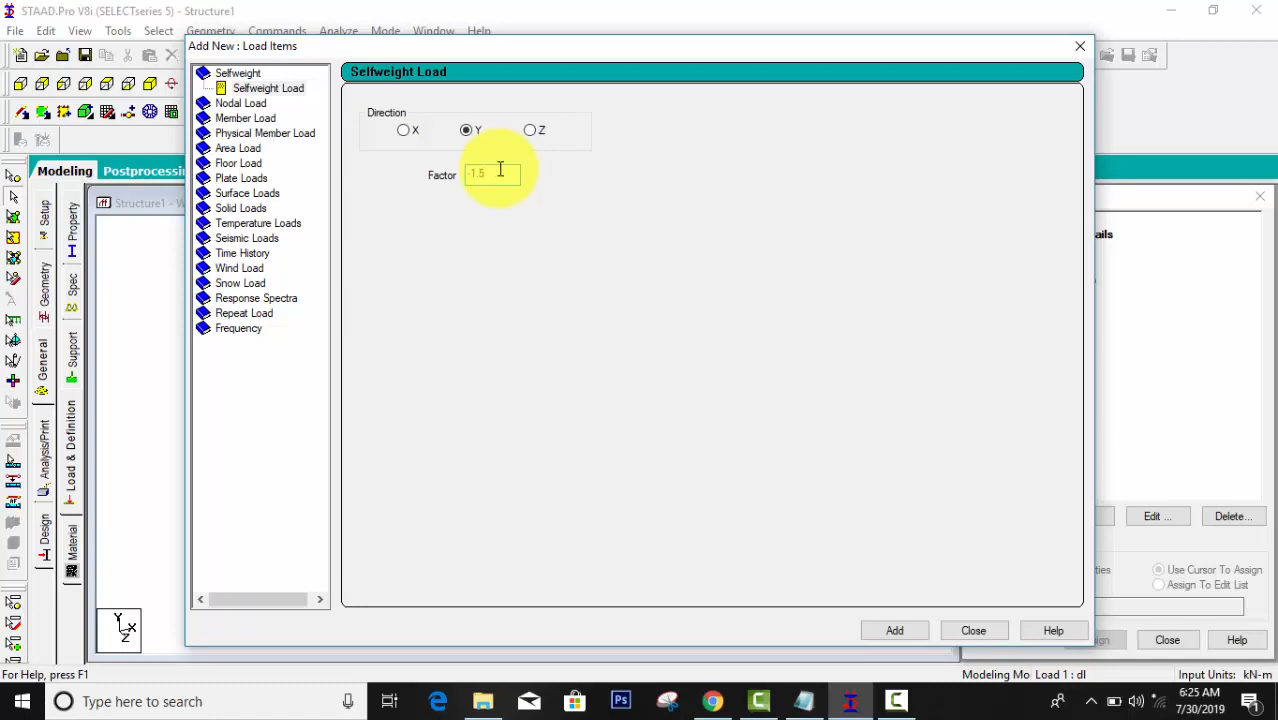 STAAD.Pro V8i (SELECTseries 5) - Structure1
File Edit View Tools Select Geometry Commands Analyze Mode Window Help
Add New : Load Items
Selfweight
Selfweight Load
Nodal Load
Member Load
Physical Member Load
Area Load
Floor Load
Plate Loads
Surface Loads
Solid Loads
Temperature Loads
Seismic Loads
Time History
Wind Load
Snow Load
Response Spectra
Repeat Load
Frequency
Selfweight Load
Direction
X Y Z
Factor -1.5
Add Close Help
Modeling Postprocessing
Structure1 - W
Setup
Geometry
General
Analysis/Print
Design
Property
Spec
Support
Load & Definition
Material
Y
X
Z
ails
Edit ... Delete...
Use Cursor To Assign
Assign To Edit List
Close Help
For Help, press F1
Modeling Mo Load 1 : dl Input Units: kN-m
Type here to search
Ps
6:25 AM
7/30/2019
1